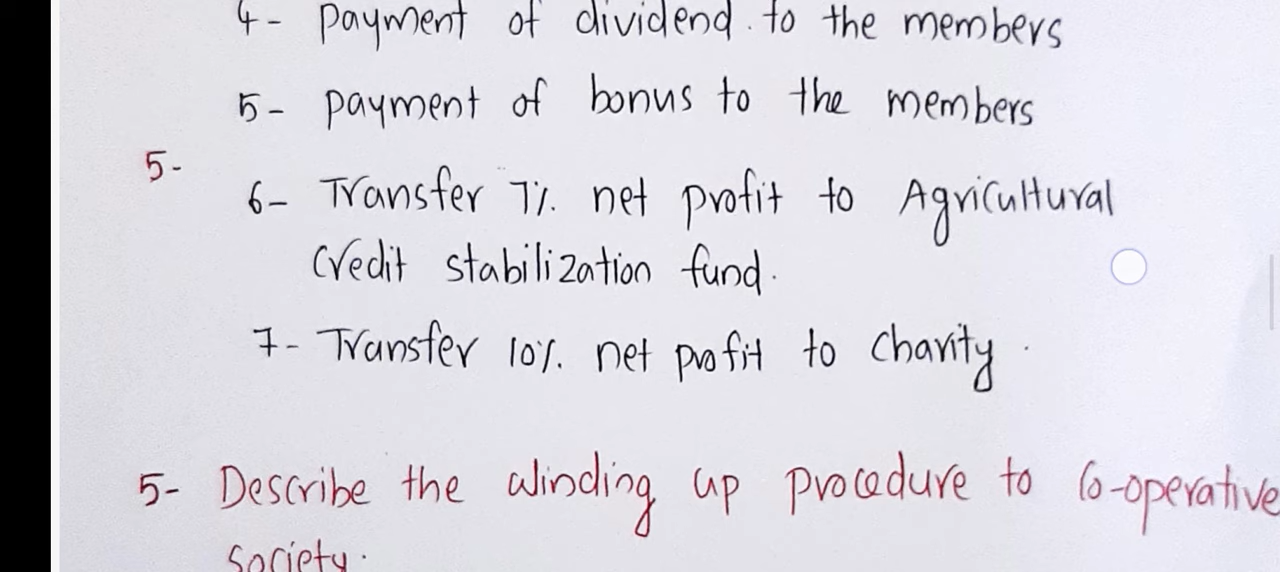 4- payment of dividend to the members
5- payment of bonus to the members
5-
6- Transfer 7% net profit to Agricultural
Credit stabilization fund.
7- Transfer 10% net profit to charity.
5- Describe the winding up procedure to Co-operative
Society.